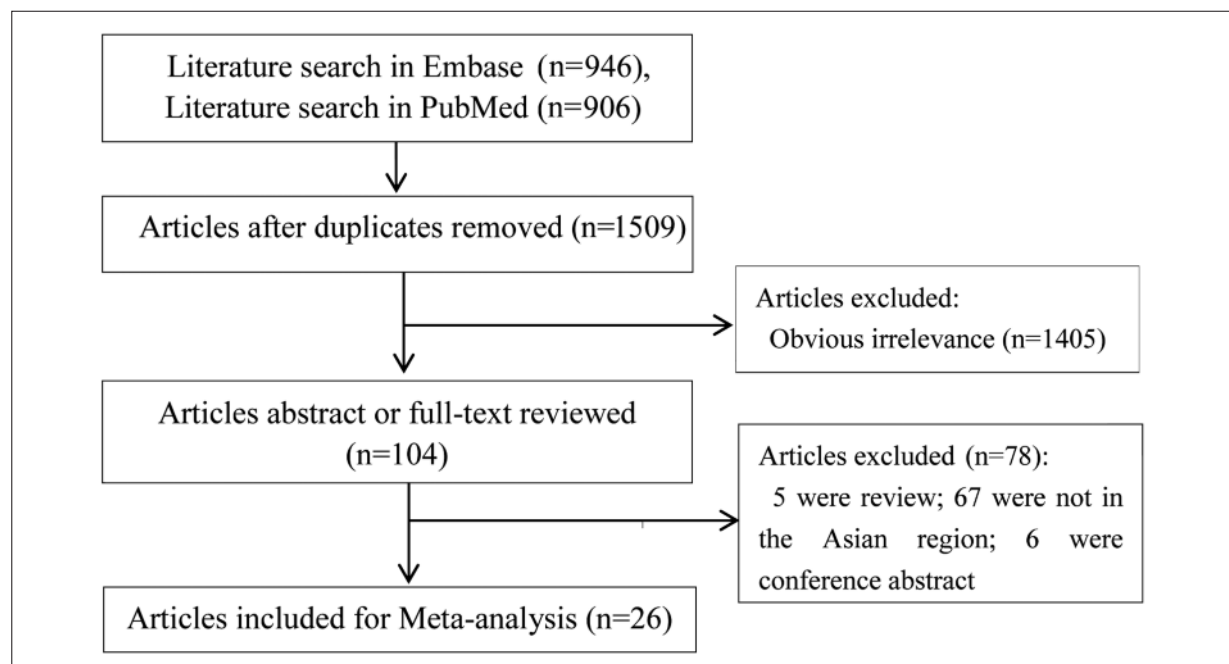 Literature search in Embase (n=946),
Literature search in PubMed (n=906)
Articles after duplicates removed (n=1509)
Articles excluded:
Obvious irrelevance (n=1405)
Articles abstract or full-text reviewed
(n=104)
Articles excluded (n=78):
5 were review; 67 were not in
the Asian region; 6 were
conference abstract
Articles included for Meta-analysis (n=26)